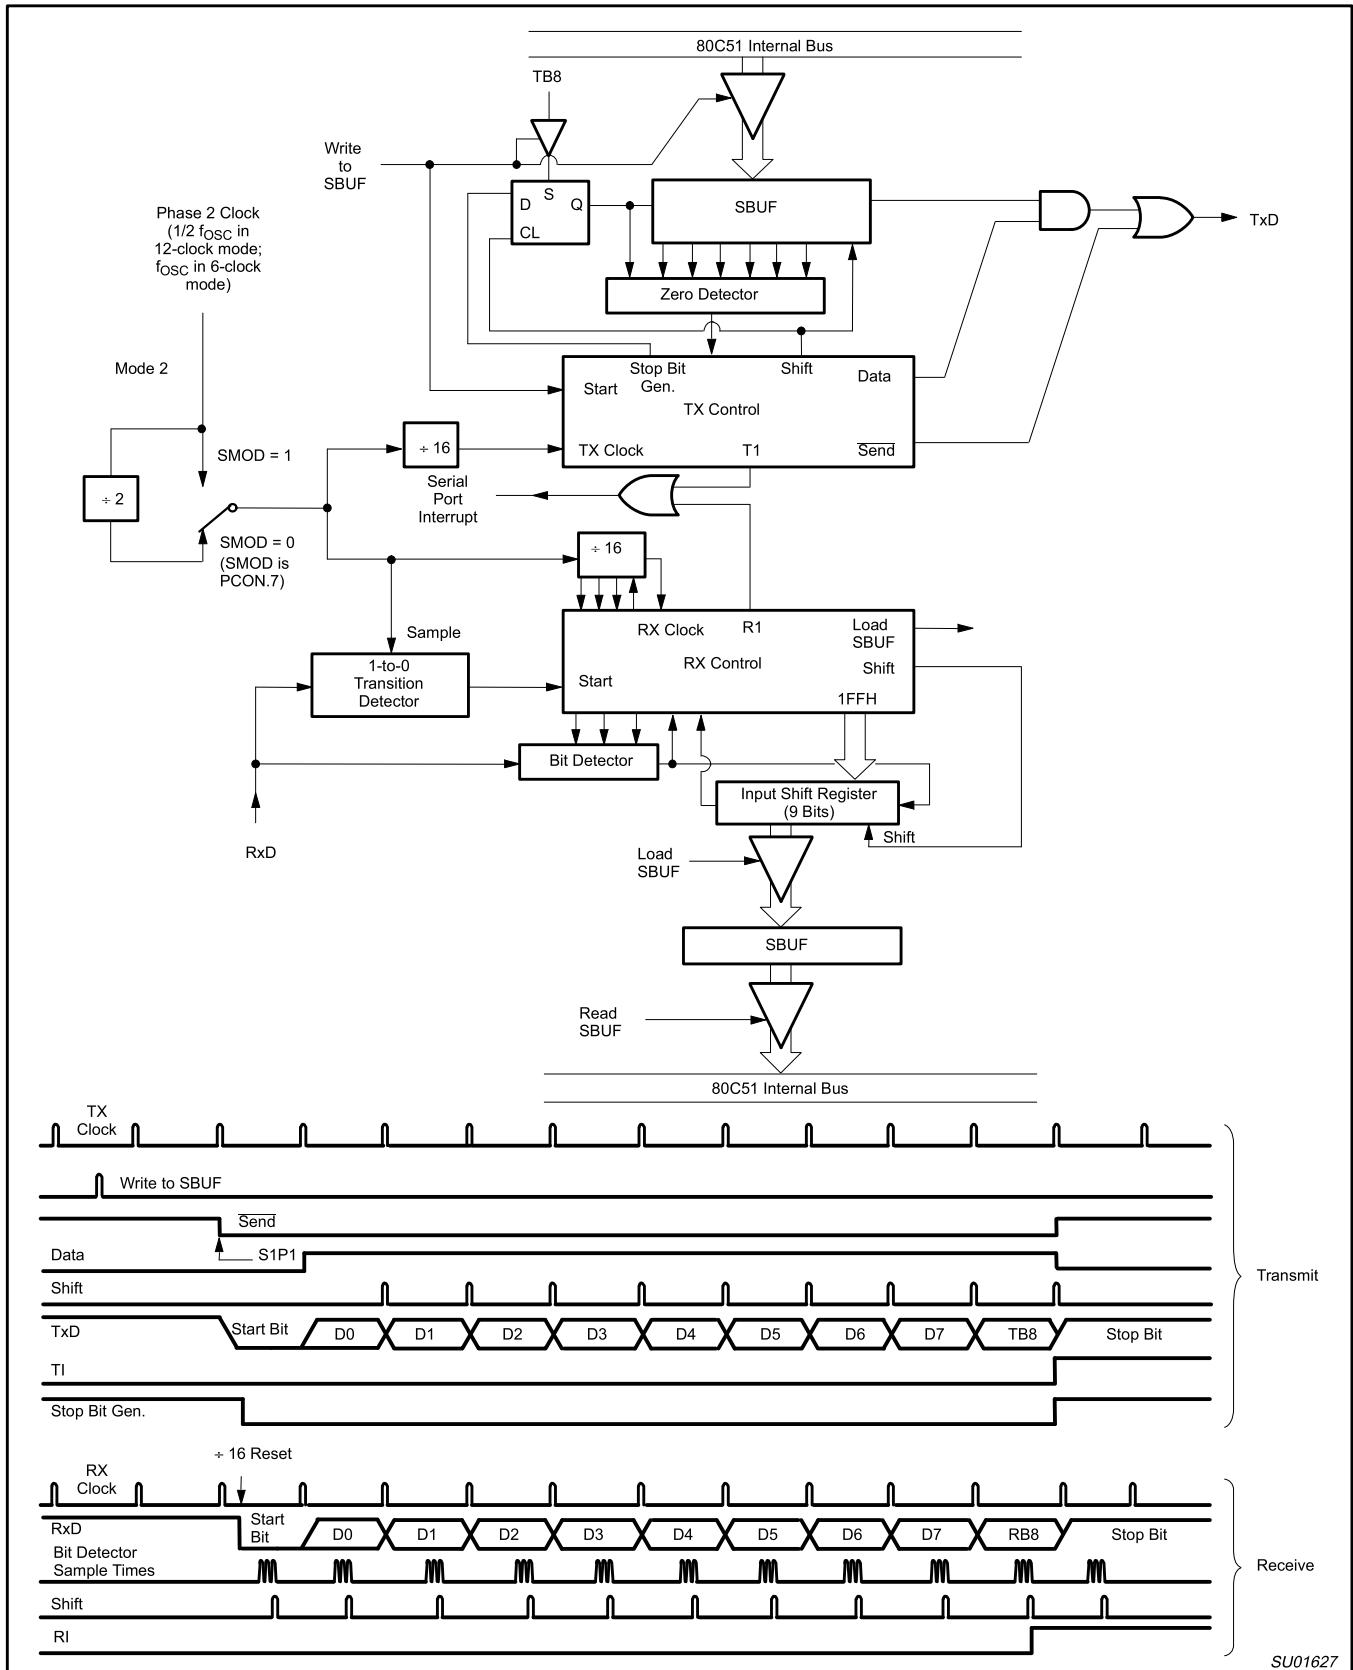 80C51 Internal Bus
TB8
Write
to
SBUF
D
S
Q
CL
SBUF
TxD
Phase 2 Clock
(1/2 fOSC in
12-clock mode;
fOSC in 6-clock
mode)
Zero Detector
Mode 2
Stop Bit
Gen.
Shift
Data
Start
TX Control
÷ 16
TX Clock
T1
Send
SMOD = 1
÷ 2
Serial
Port
Interrupt
SMOD = 0
(SMOD is
PCON.7)
÷ 16
Sample
RX Clock
R1
Load
SBUF
RX Control
Shift
1-to-0
Transition
Detector
Start
1FFH
Bit Detector
Input Shift Register
(9 Bits)
Shift
RxD
Load
SBUF
SBUF
Read
SBUF
80C51 Internal Bus
TX
Clock
Write to SBUF
Send
Data
S1P1
Shift
TxD
Start Bit
D0
D1
D2
D3
D4
D5
D6
D7
TB8
Stop Bit
TI
Stop Bit Gen.
Transmit
÷ 16 Reset
RX
Clock
RxD
Start
Bit
D0
D1
D2
D3
D4
D5
D6
D7
RB8
Stop Bit
Bit Detector
Sample Times
Shift
RI
Receive
SU01627